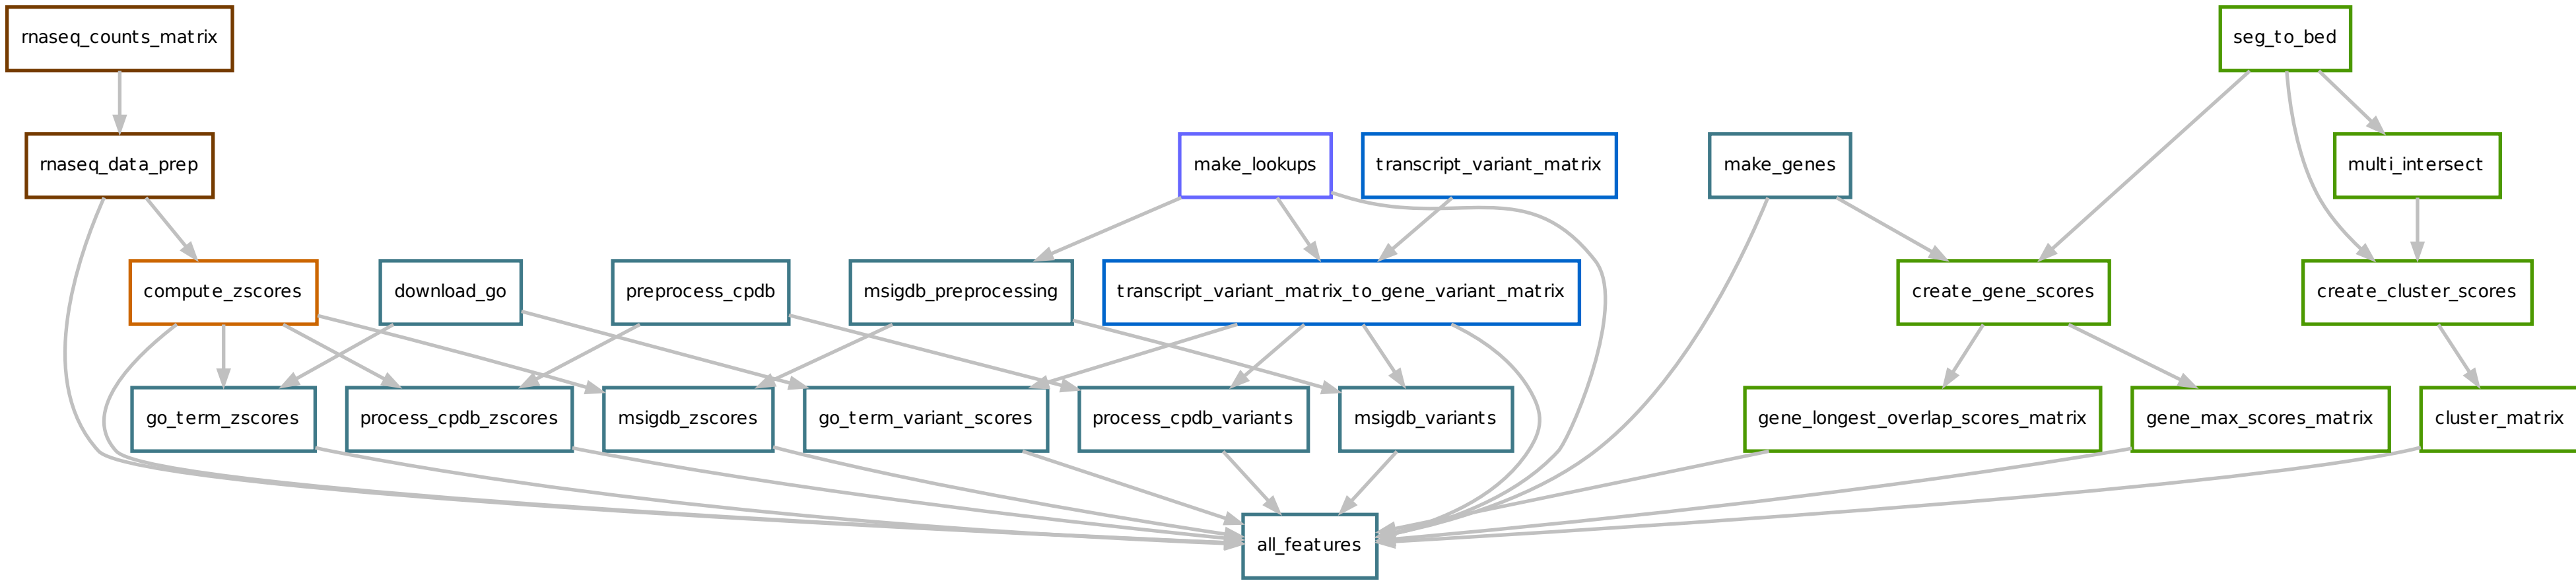 rnaseq_counts_matrix
seg_to_bed
rnaseq_data_prep
make_lookups
transcript_variant_matrix
make_genes
multi_intersect
compute_zscores
download_go
preprocess_cpdb
msigdb_preprocessing
transcript_variant_matrix_to_gene_variant_matrix
create_gene_scores
create_cluster_scores
go_term_zscores
process_cpdb_zscores
msigdb_zscores
go_term_variant_scores
process_cpdb_variants
msigdb_variants
gene_longest_overlap_scores_matrix
gene_max_scores_matrix
cluster_matrix
all_features